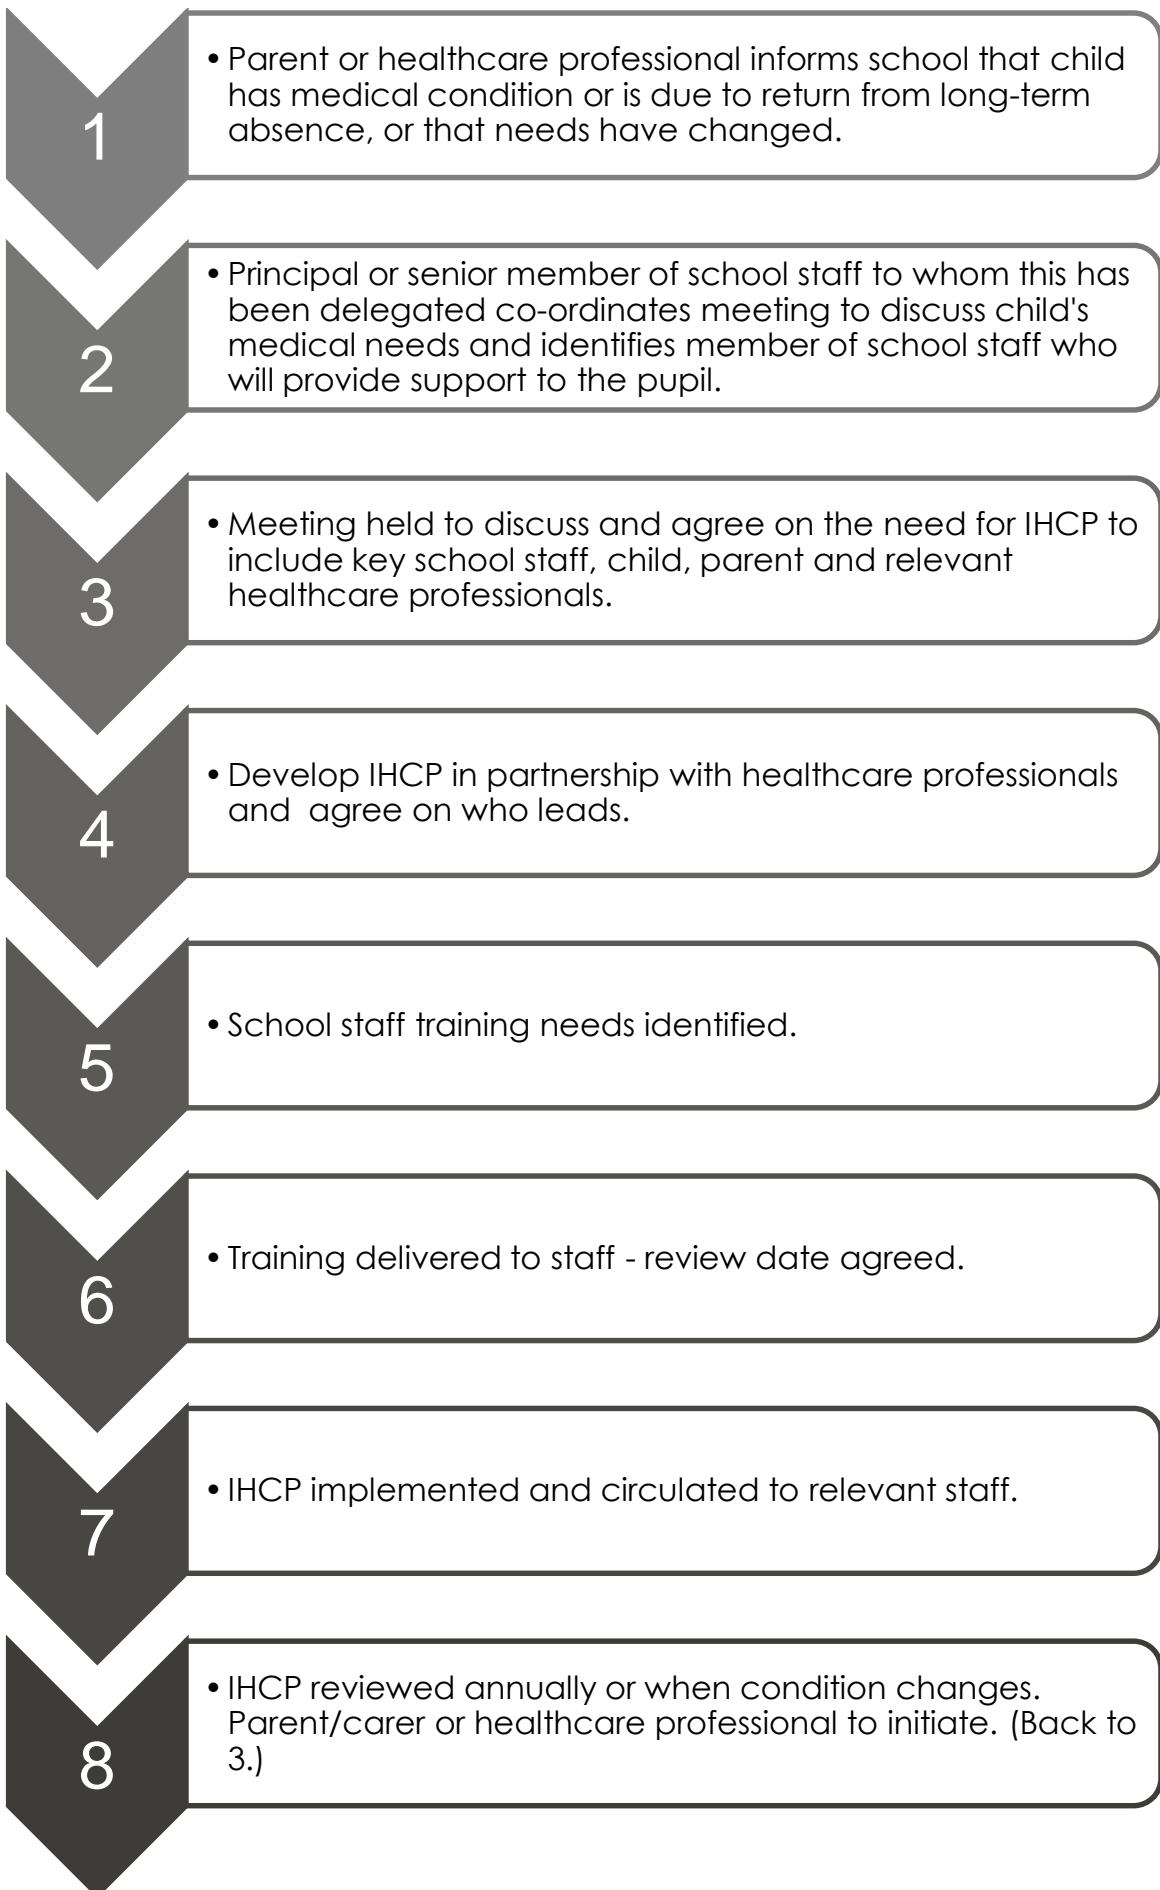 1
• Parent or healthcare professional informs school that child
has medical condition or is due to return from long-term
absence, or that needs have changed.
2
• Principal or senior member of school staff to whom this has
been delegated co-ordinates meeting to discuss child's
medical needs and identifies member of school staff who
will provide support to the pupil.
3
• Meeting held to discuss and agree on the need for IHCP to
include key school staff, child, parent and relevant
healthcare professionals.
4
• Develop IHCP in partnership with healthcare professionals
and  agree on who leads.
5
• School staff training needs identified.
6
• Training delivered to staff - review date agreed.
7
• IHCP implemented and circulated to relevant staff.
8
• IHCP reviewed annually or when condition changes.
Parent/carer or healthcare professional to initiate. (Back to
3.)